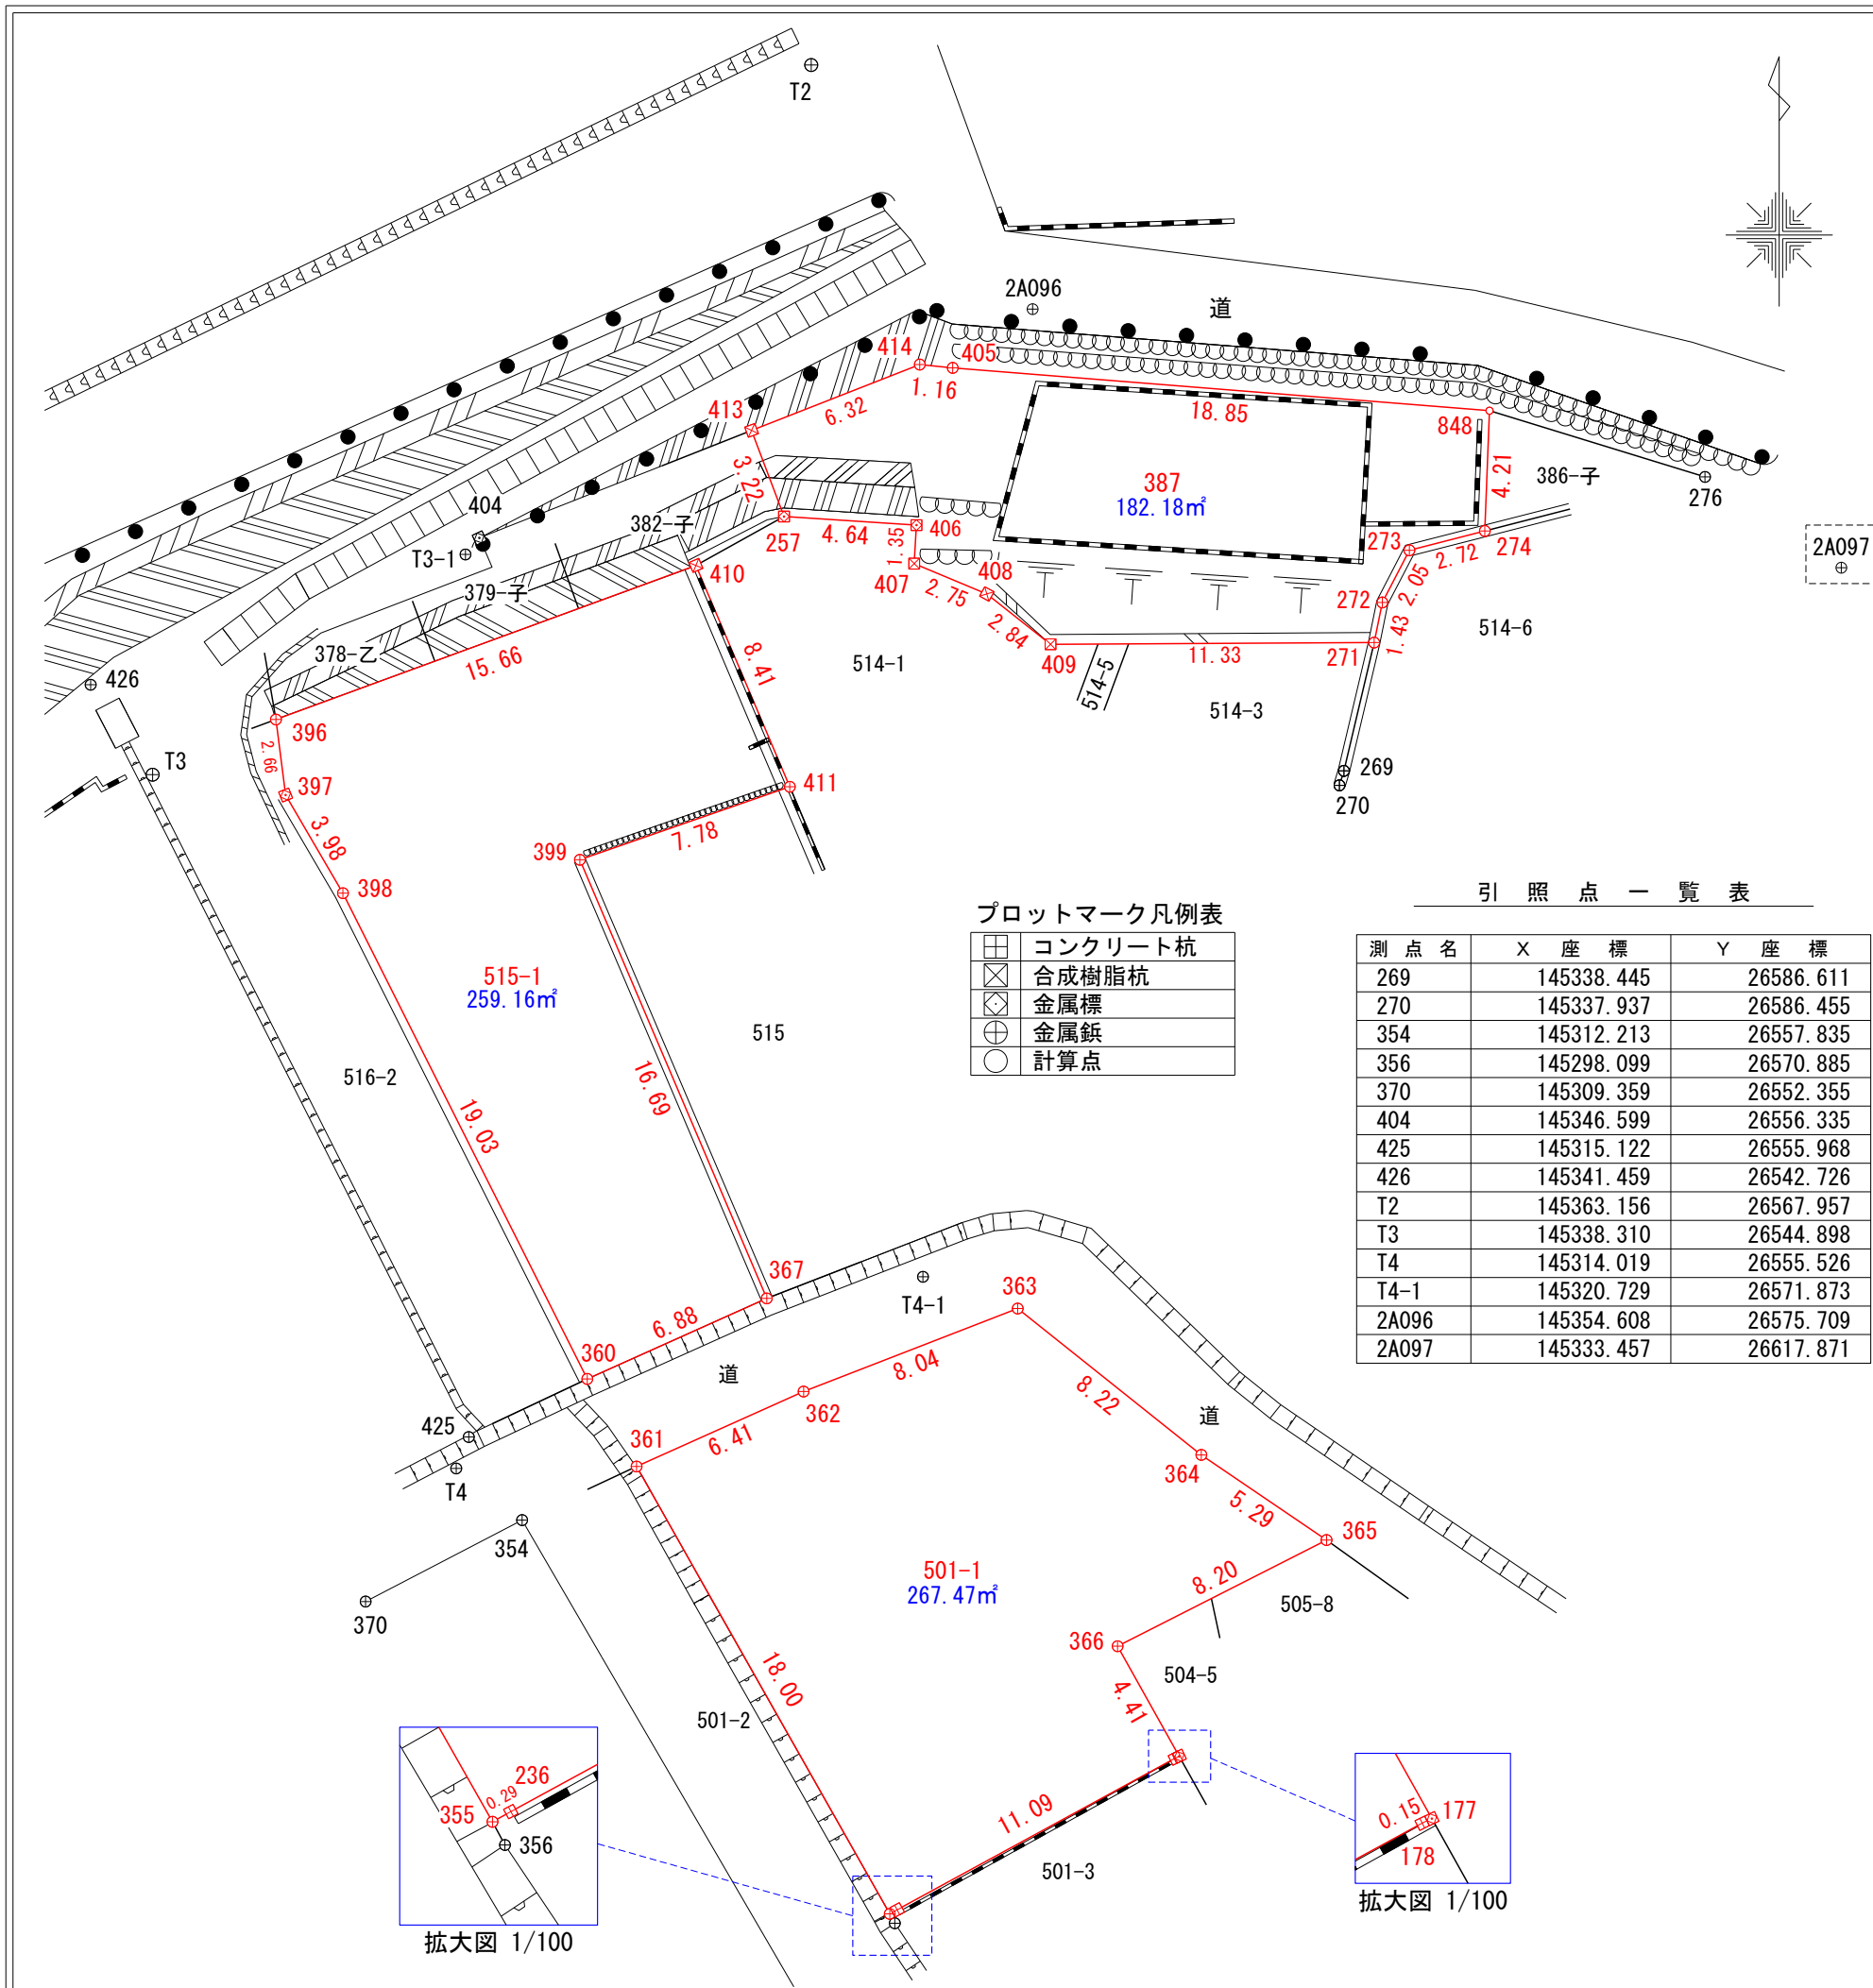 T2
2A096
道
414
405
1.16
413
6.32
18.85
848
3.22
387
182.18㎡
4.21
386-子
276
404
382-子
257
4.64
406
1.35
T3-1
410
407
408
273
2.72
274
2A097
379-子
2.75
272
2.05
378-乙
15.66
8.41
514-1
2.84
409
11.33
271
1.43
514-6
426
514-5
514-3
396
2.66
T3
397
411
269
270
3.98
399
7.78
398
プロットマーク凡例表
コンクリート杭
合成樹脂杭
金属標
金属鋲
計算点
引照点一覧表
測点名 X座標 Y座標
269 145338.445 26586.611
270 145337.937 26586.455
354 145312.213 26557.835
356 145298.099 26570.885
370 145309.359 26552.355
404 145346.599 26556.335
425 145315.122 26555.968
426 145341.459 26542.726
T2 145363.156 26567.957
T3 145338.310 26544.898
T4 145314.019 26555.526
T4-1 145320.729 26571.873
2A096 145354.608 26575.709
2A097 145333.457 26617.871
515-1
259.16㎡
515
516-2
16.69
19.03
367
T4-1
363
6.88
360
道
8.04
8.22
362
道
425
361
6.41
364
T4
5.29
365
354
501-1
267.47㎡
8.20
505-8
370
366
504-5
18.00
4.41
501-2
236
0.29
355
356
拡大図 1/100
11.09
501-3
0.15
177
178
拡大図 1/100